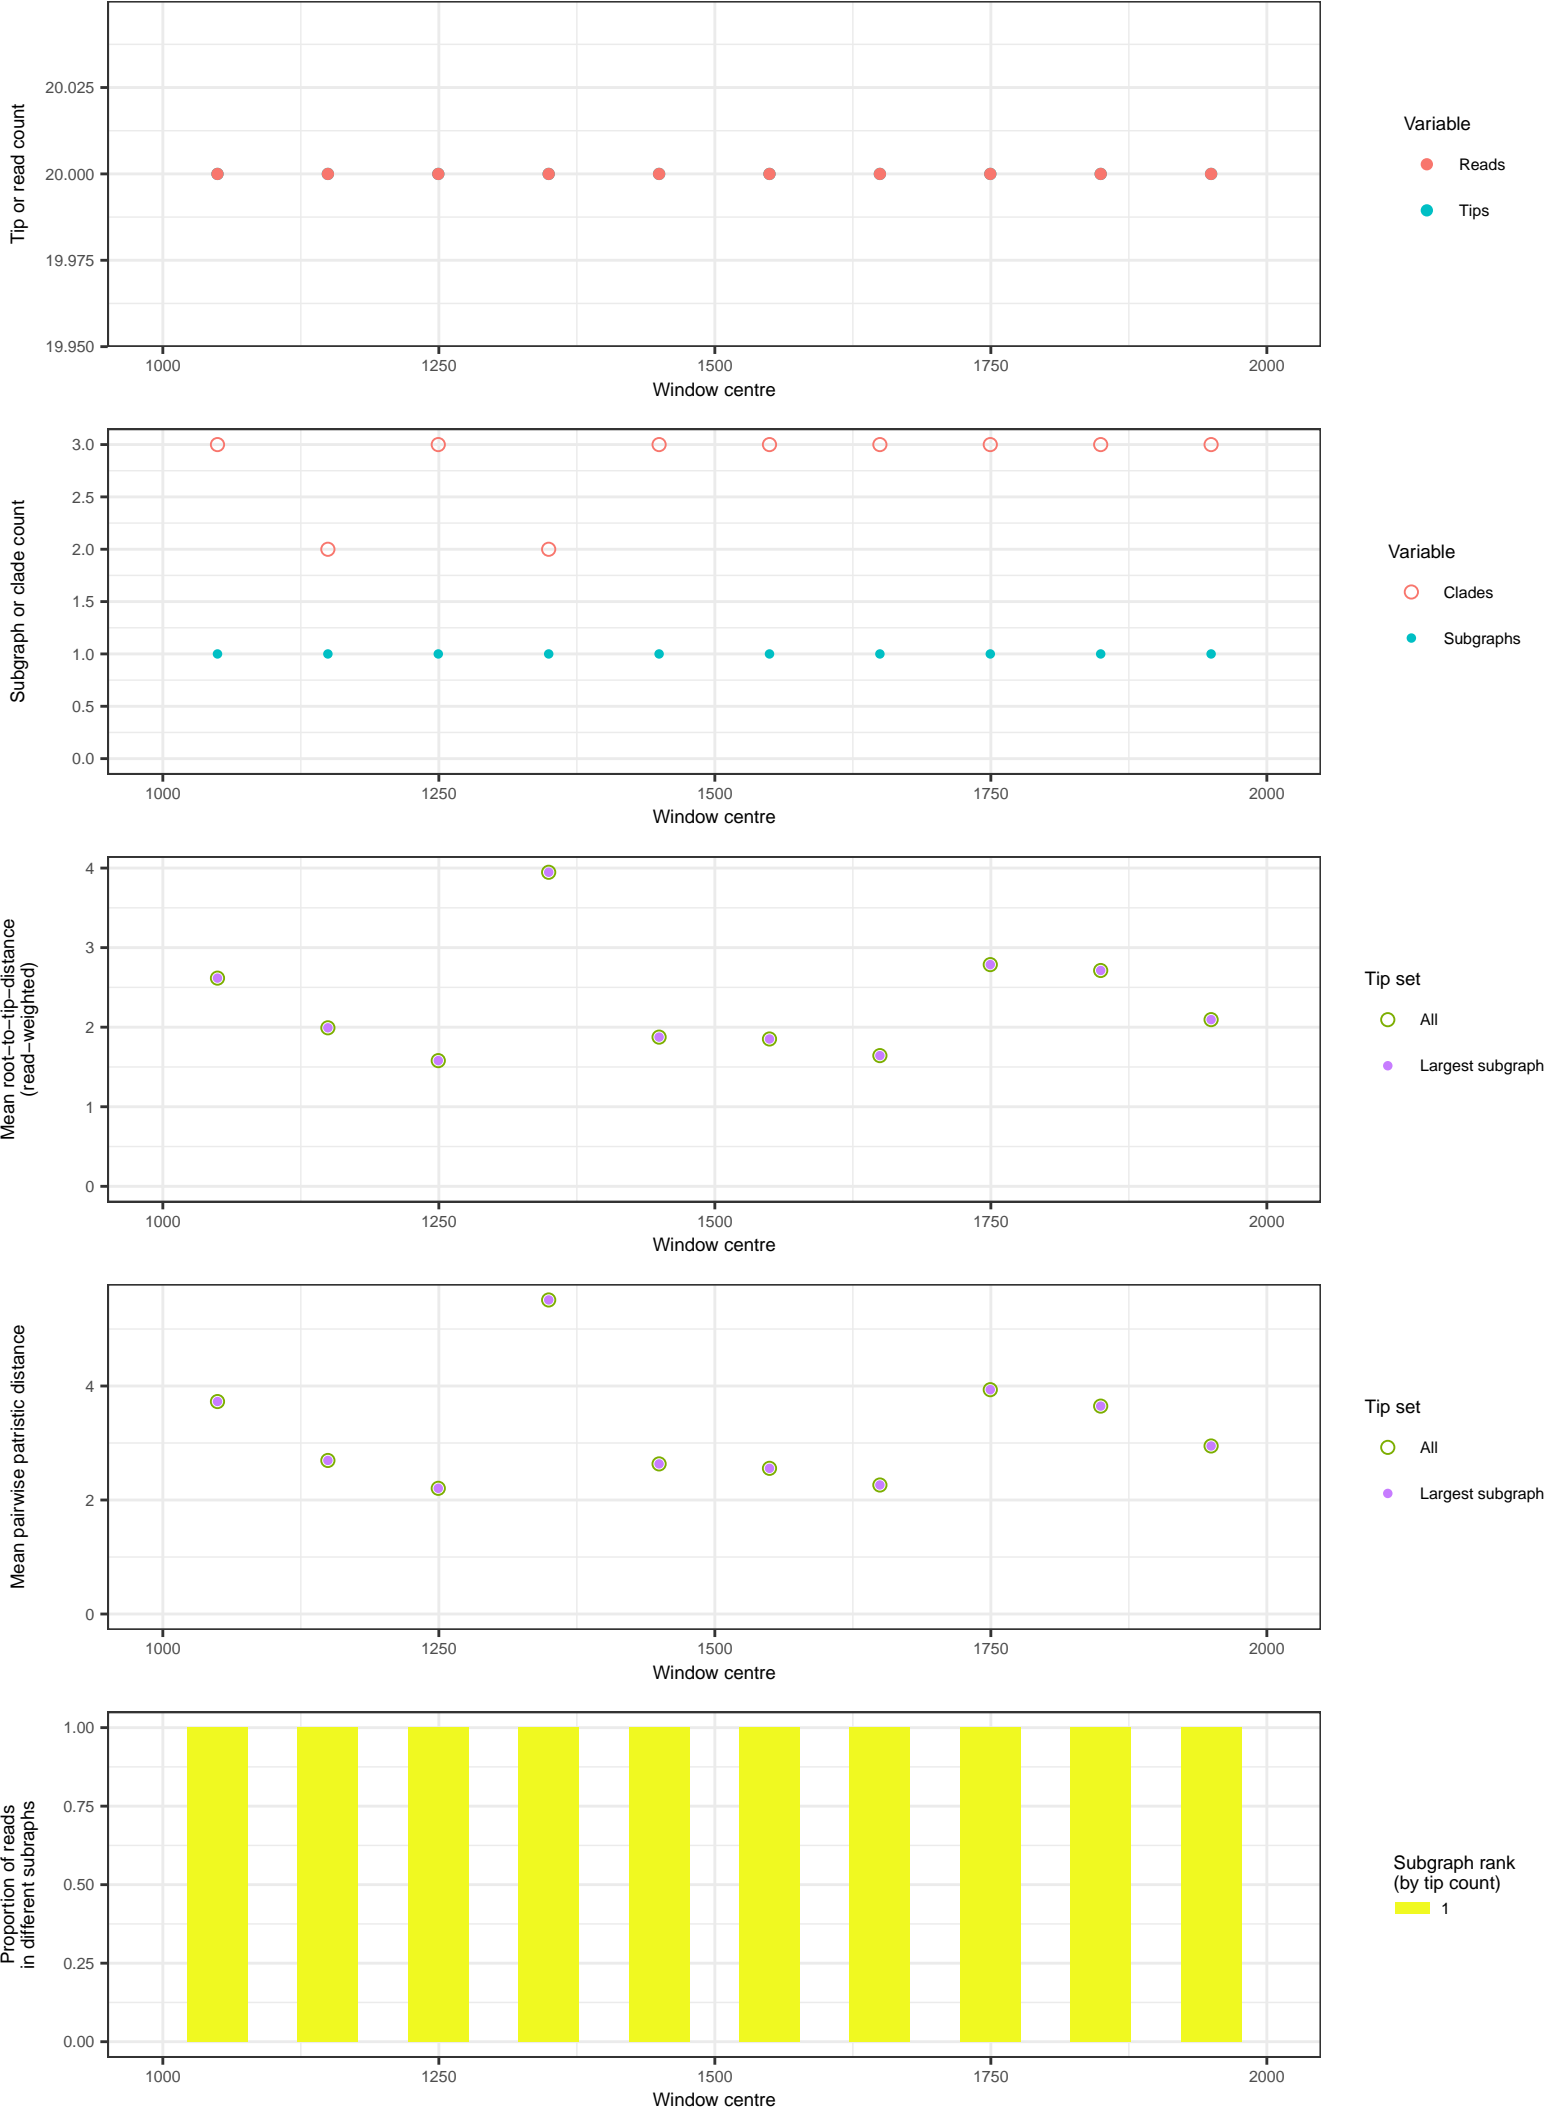 Tip or read count
20.025
20.000
19.975
19.950
1000 1250 1500 1750 2000
Window centre
Variable
Reads
Tips
Subgraph or clade count
3.0
2.5
2.0
1.5
1.0
0.5
0.0
1000 1250 1500 1750 2000
Window centre
Variable
Clades
Subgraphs
Mean root−to−tip−distance
(read−weighted)
4
3
2
1
0
1000 1250 1500 1750 2000
Window centre
Tip set
All
Largest subgraph
Mean pairwise patristic distance
4
2
0
1000 1250 1500 1750 2000
Window centre
Tip set
All
Largest subgraph
Proportion of reads
in different subraphs
1.00
0.75
0.50
0.25
0.00
1000 1250 1500 1750 2000
Window centre
Subgraph rank
(by tip count)
1